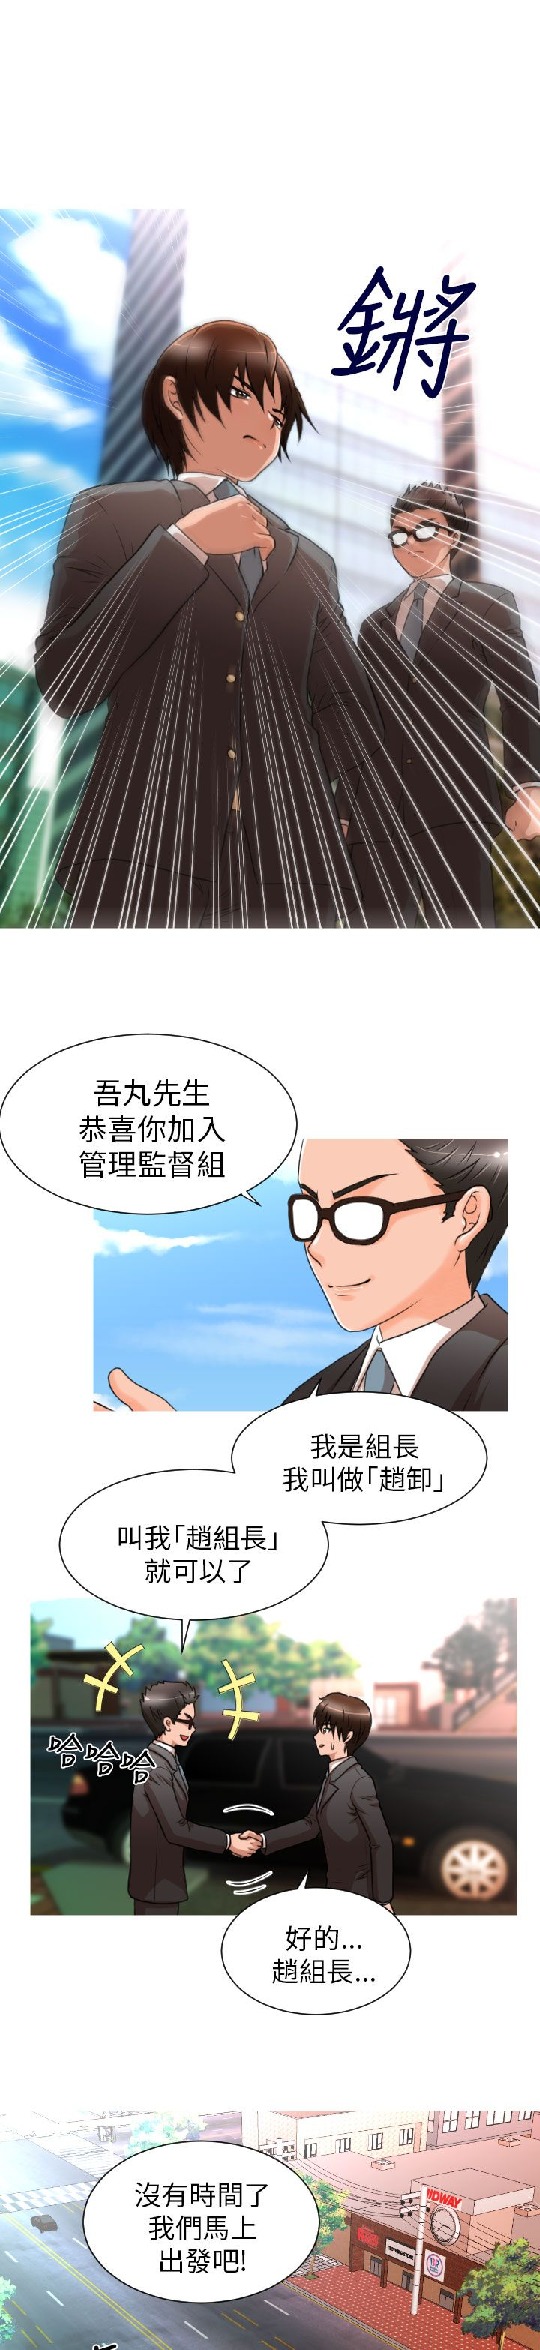 鏘
吾丸先生
恭喜你加入
管理監督組
我是組長
我叫做「趙卸」
叫我「趙組長」
就可以了
哈哈哈
好的…
趙組長…
沒有時間了
我們馬上
出發吧!